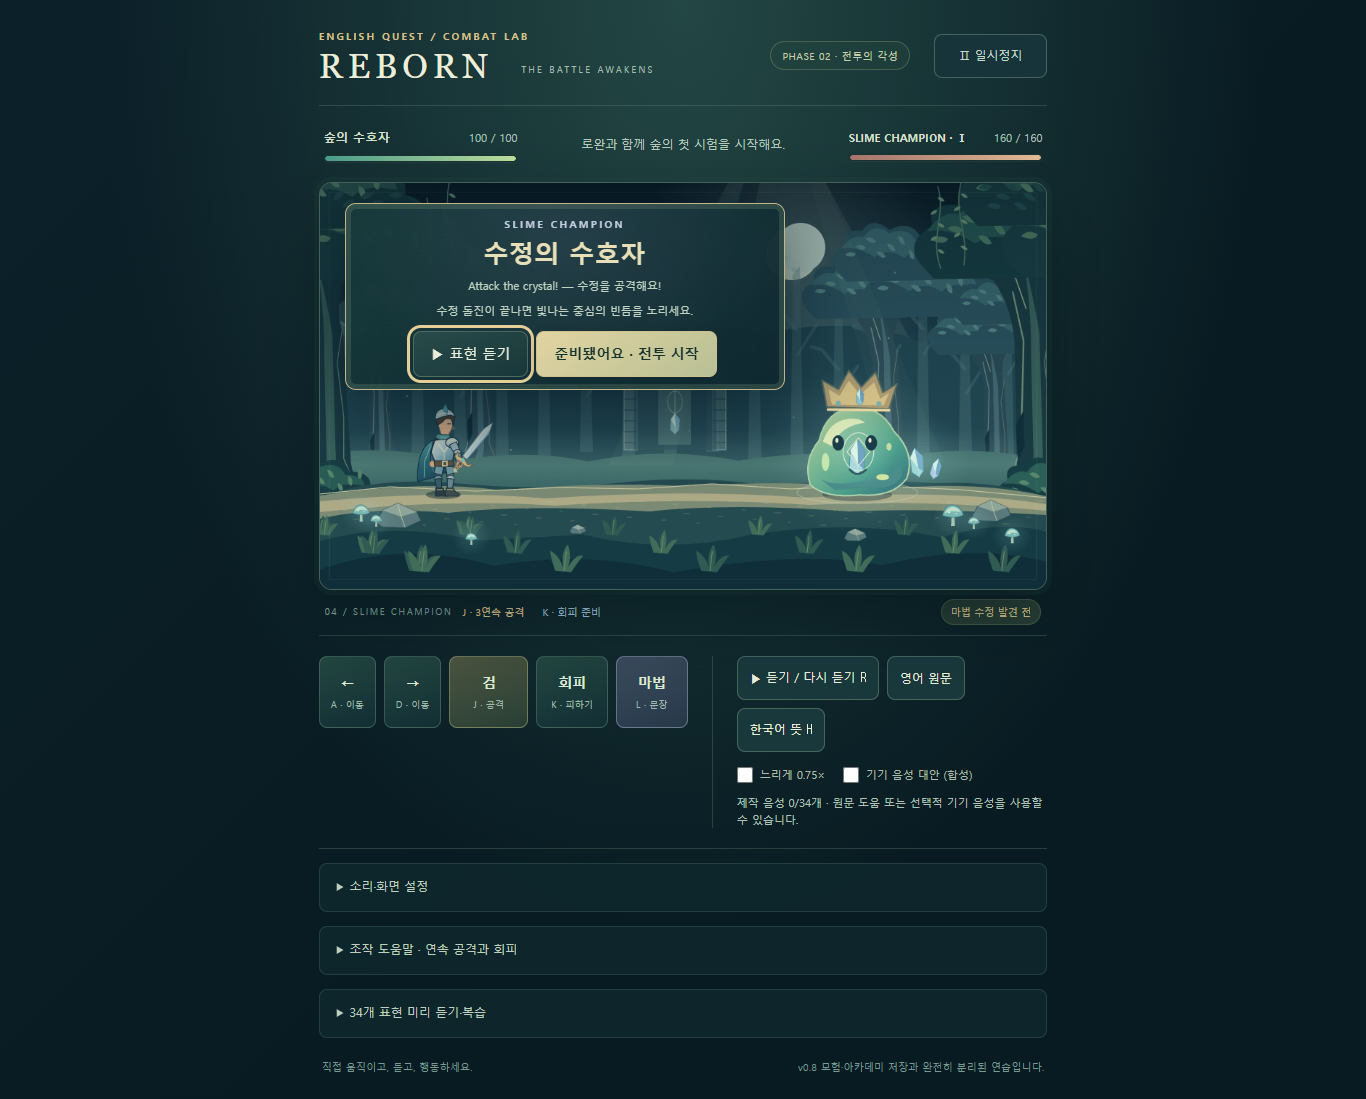 ENGLISH QUEST / COMBAT LAB
REBORN
THE BATTLE AWAKENS
PHASE 02 · 전투의 각성
Ⅱ 일시정지
숲의 수호자
100 / 100
로완과 함께 숲의 첫 시험을 시작해요.
SLIME CHAMPION · I
160 / 160
SLIME CHAMPION
수정의 수호자
Attack the crystal! — 수정을 공격해요!
수정 돌진이 끝나면 빛나는 중심의 빈틈을 노리세요.
▶ 표현 듣기
준비됐어요 · 전투 시작
04 / SLIME CHAMPION
J · 3연속 공격
K · 회피 준비
마법 수정 발견 전
←
A · 이동
→
D · 이동
검
J · 공격
회피
K · 피하기
마법
L · 문장
▶ 듣기 / 다시 듣기 R
영어 원문
한국어 뜻 H
느리게 0.75×
기기 음성 대안 (합성)
제작 음성 0/34개 · 원문 도움 또는 선택적 기기 음성을 사용할
수 있습니다.
▶ 소리·화면 설정
▶ 조작 도움말 · 연속 공격과 회피
▶ 34개 표현 미리 듣기·복습
직접 움직이고, 듣고, 행동하세요.
v0.8 모험·아카데미 저장과 완전히 분리된 연습입니다.